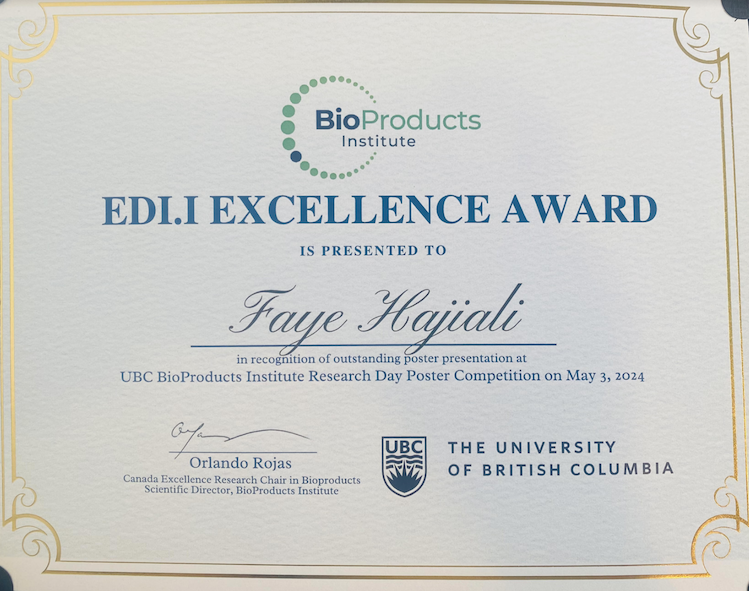 BioProducts
Institute
EDI.I EXCELLENCE AWARD
IS PRESENTED TO
Faye Hajiali
in recognition of outstanding poster presentation at
UBC BioProducts Institute Research Day Poster Competition on May 3, 2024
Orlando Rojas
Canada Excellence Research Chair in Bioproducts
Scientific Director, BioProducts Institute
UBC
THE UNIVERSITY
OF BRITISH COLUMBIA